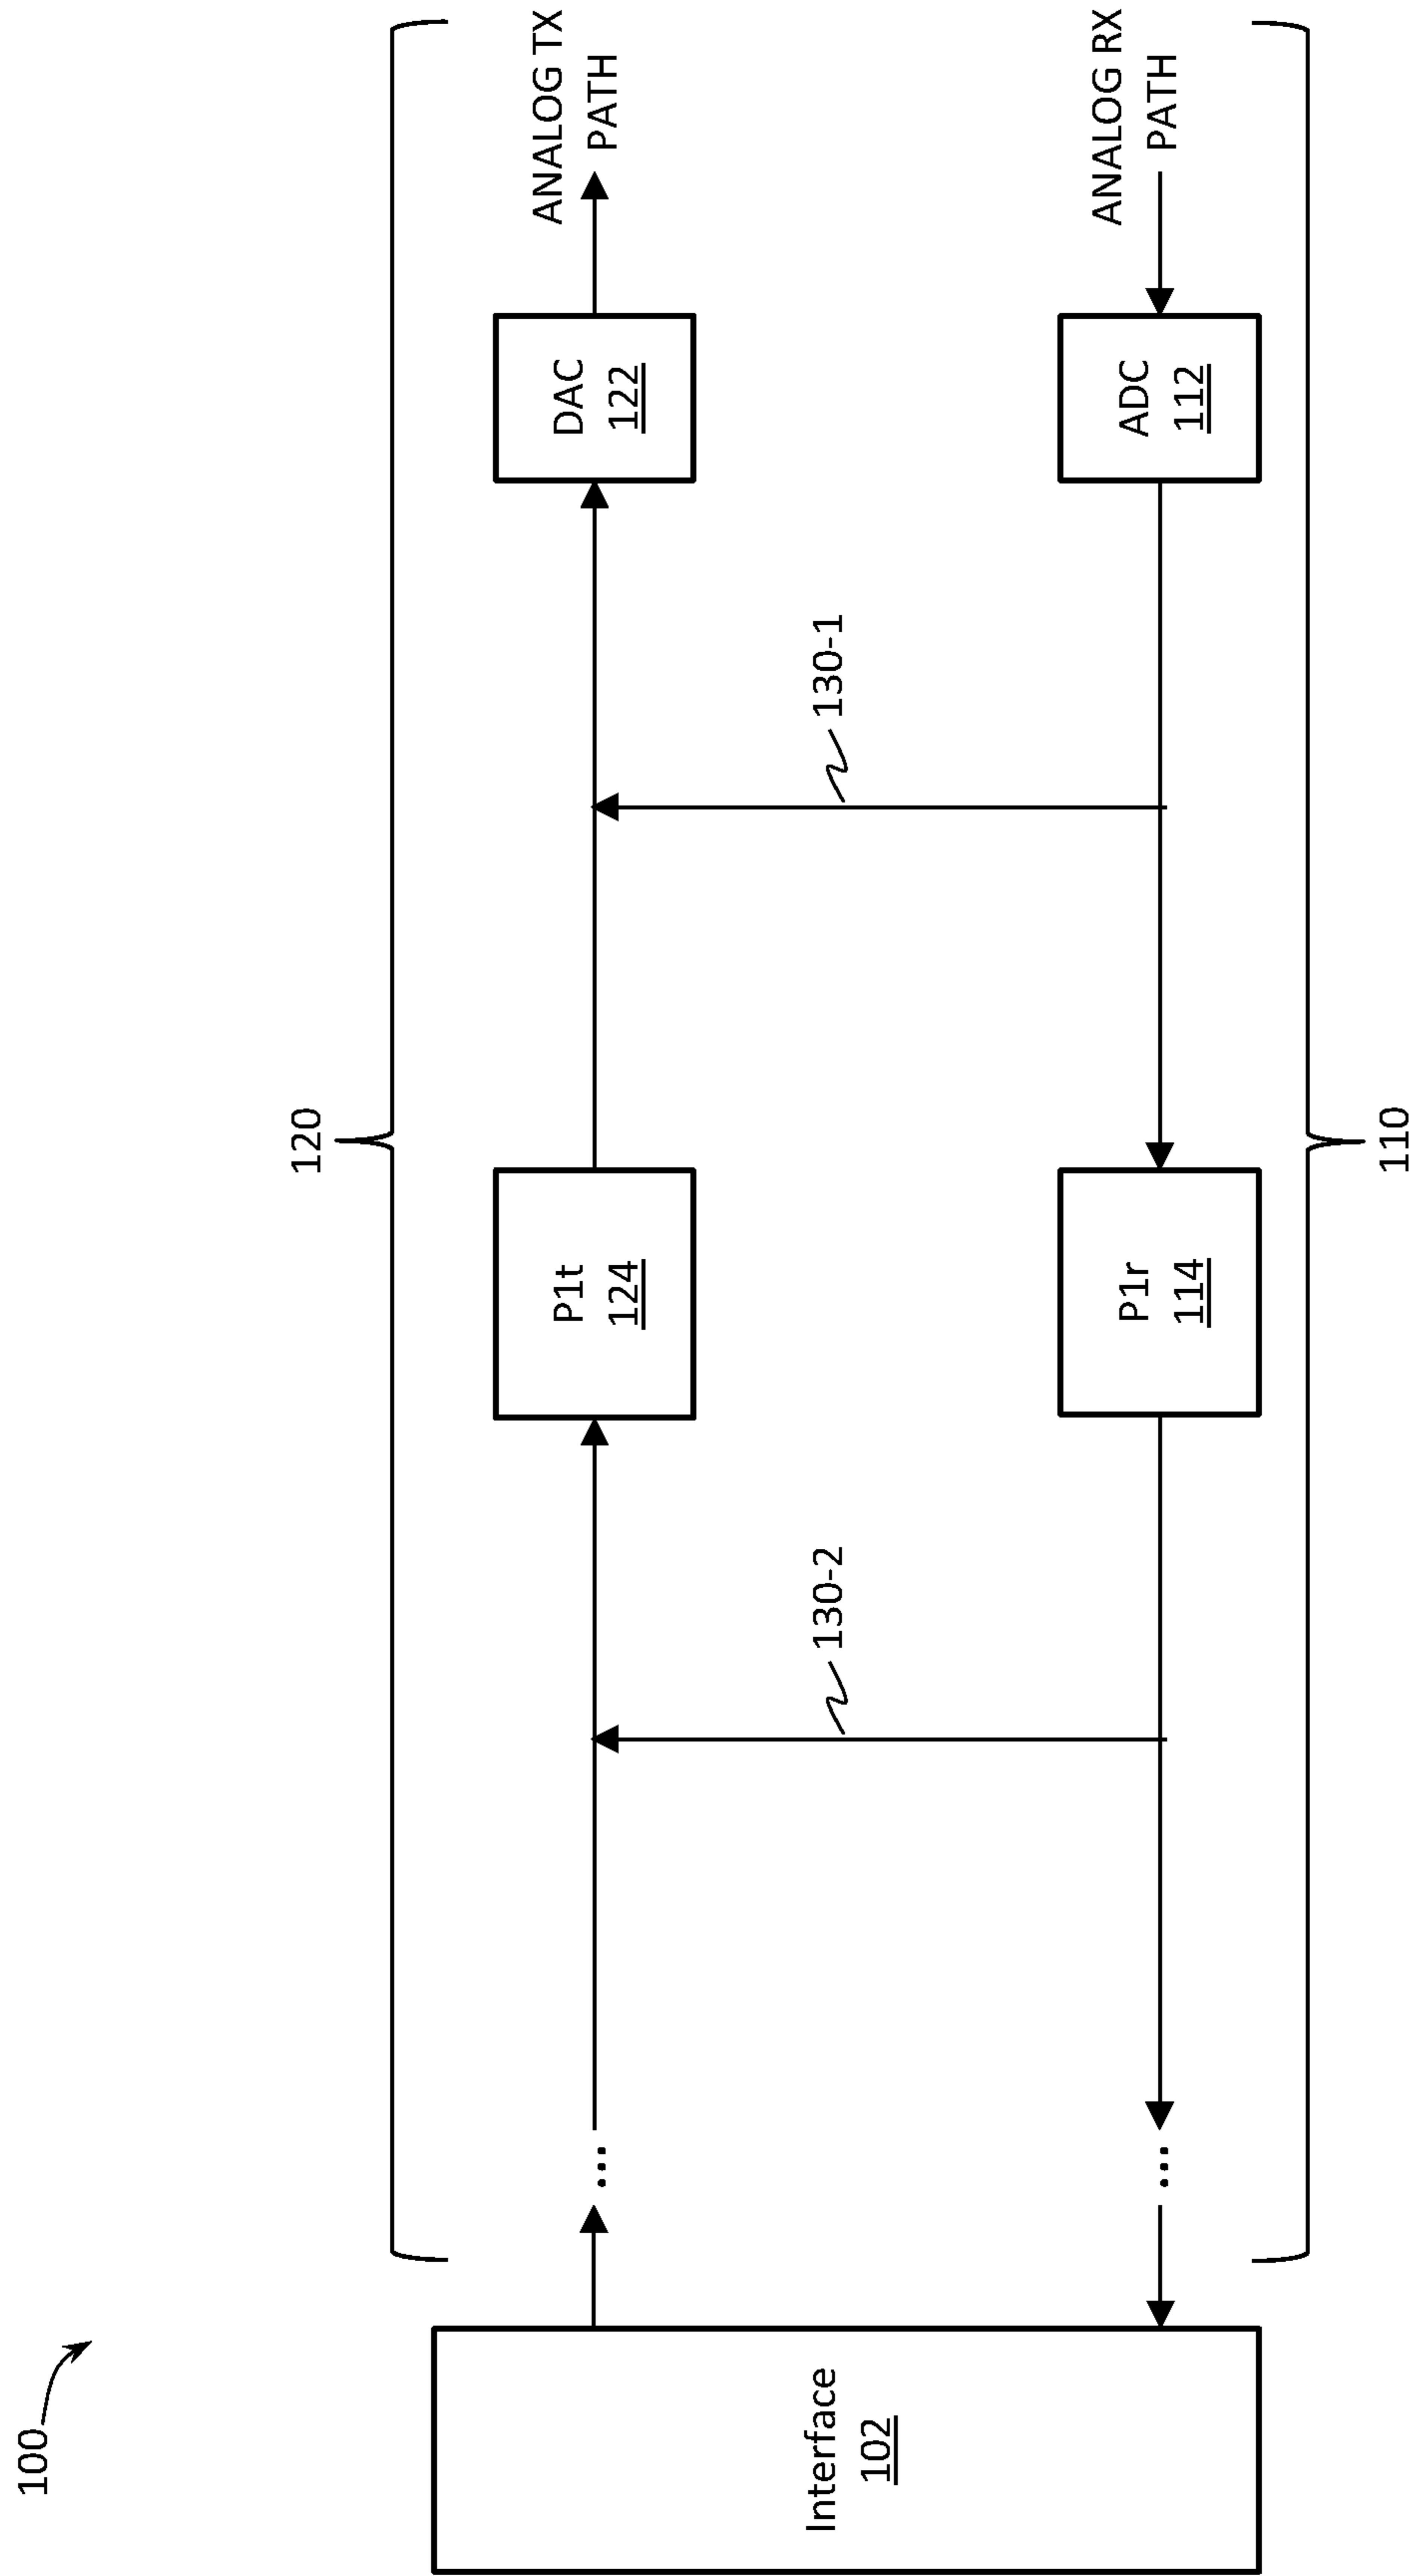 100
120
Interface
102
...
130-2
P1t
124
130-1
DAC
122
ANALOG TX
PATH
...
P1r
114
ADC
112
ANALOG RX
PATH
110